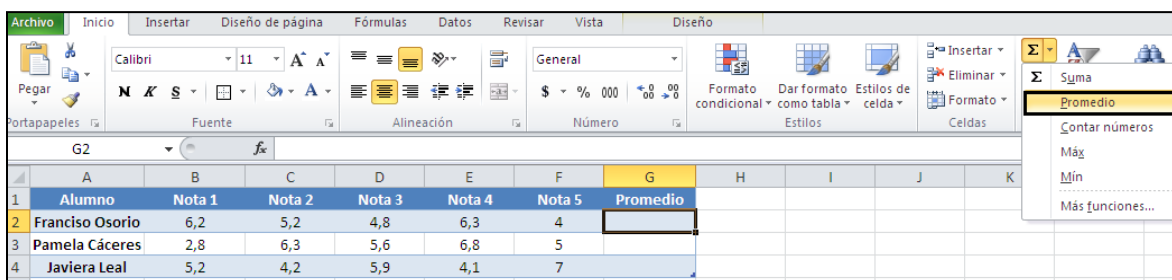 Archivo Inicio Insertar Diseño de página Fórmulas Datos Revisar Vista Diseño
Pegar
Portapapeles
Calibri 11 A A
N K S A
Fuente
Alineación
General
$ % 000 ,00 ,00
Número
Formato condicional
Dar formato como tabla
Estilos de celda
Estilos
Insertar
Eliminar
Formato
Celdas
Σ
Σ Suma
Promedio
Contar números
Máx
Mín
Más funciones...
G2 fx
A B C D E F G H I J K
1 Alumno Nota 1 Nota 2 Nota 3 Nota 4 Nota 5 Promedio
2 Franciso Osorio 6,2 5,2 4,8 6,3 4
3 Pamela Cáceres 2,8 6,3 5,6 6,8 5
4 Javiera Leal 5,2 4,2 5,9 4,1 7